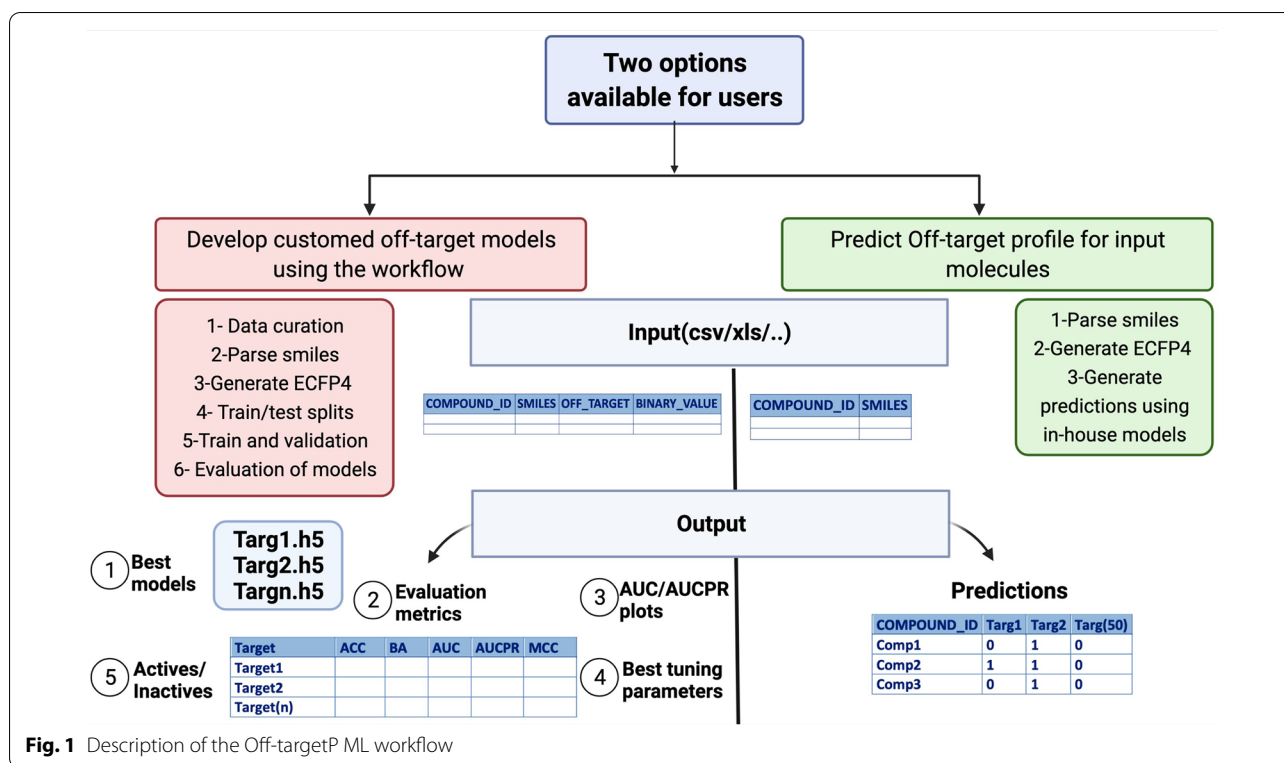 Two options
available for users
Develop customed off-target models
using the workflow
Predict Off-target profile for input
molecules
1- Data curation
2-Parse smiles
3-Generate ECFP4
4- Train/test splits
5-Train and validation
6- Evaluation of models
Input(csv/xls/..)
COMPOUND_ID SMILES OFF_TARGET BINARY_VALUE
COMPOUND_ID SMILES
1-Parse smiles
2-Generate ECFP4
3-Generate
predictions using
in-house models
Output
1 Best
models
Targ1.h5
Targ2.h5
Targn.h5
2 Evaluation
metrics
3 AUC/AUCPR
plots
4 Best tuning
parameters
5 Actives/
Inactives
Target ACC BA AUC AUCPR MCC
Target1
Target2
Target(n)
Predictions
COMPOUND_ID Targ1 Targ2 Targ(50)
Comp1 0 1 0
Comp2 1 1 0
Comp3 0 1 0
Fig. 1 Description of the Off-targetP ML workflow